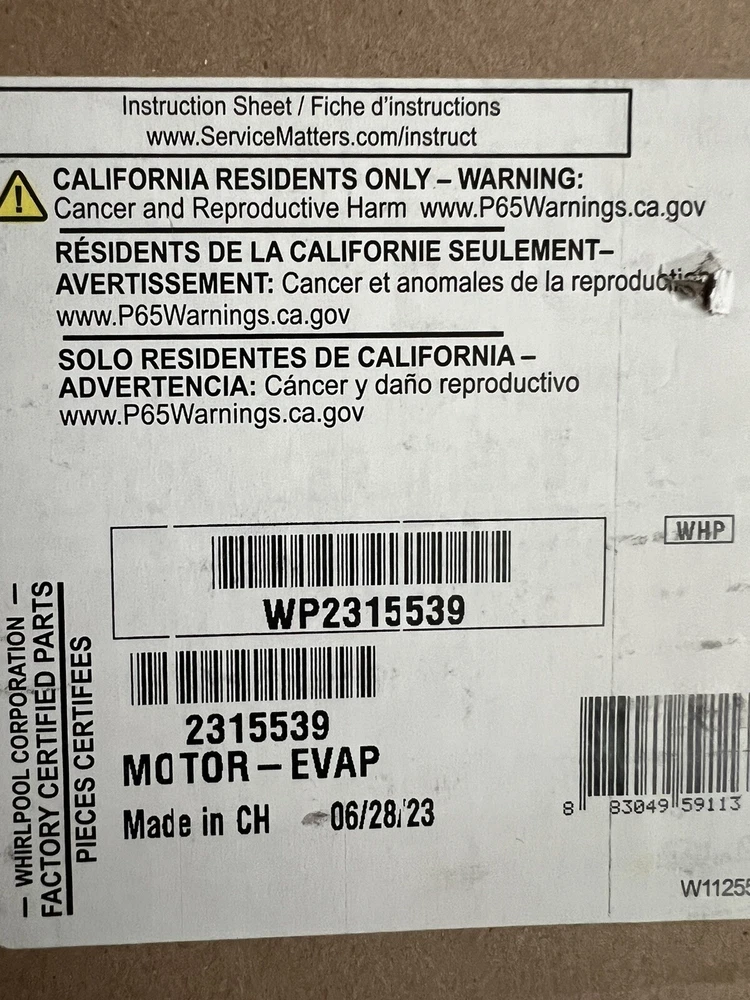 Instruction Sheet / Fiche d'instructions
www.ServiceMatters.com/instruct
CALIFORNIA RESIDENTS ONLY – WARNING:
Cancer and Reproductive Harm www.P65Warnings.ca.gov
RÉSIDENTS DE LA CALIFORNIE SEULEMENT–
AVERTISSEMENT: Cancer et anomales de la reproduction
www.P65Warnings.ca.gov
SOLO RESIDENTES DE CALIFORNIA –
ADVERTENCIA: Cáncer y daño reproductivo
www.P65Warnings.ca.gov
WHP
WP2315539
2315539
MOTOR – EVAP
Made in CH 06/28/23
8 83049 59113
W11255
— WHIRLPOOL CORPORATION —
FACTORY CERTIFIED PARTS
PIECES CERTIFEES